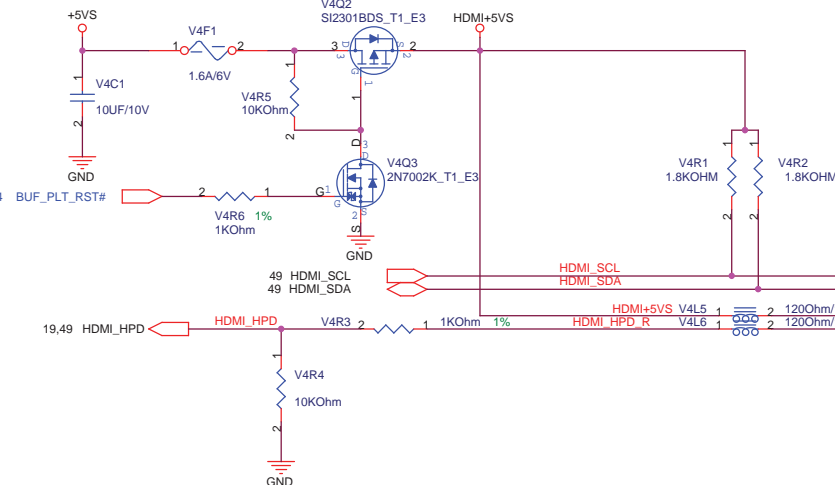 V4Q2
+5VS
SI2301BDS_T1_E3
HDMI+5VS
V4F1
1
2
3
D
S
2
3
2
1.6A/6V
G
1
1
V4C1
10UF/10V
2
1
V4R5
10KOhm
2
1
GND
D
3
D
V4Q3
2N7002K_T1_E3
1
1
V4R1
1.8KOHM
V4R2
1.8KOHM
BUF_PLT_RST#
2
1
G
1
G
V4R6
1%
1KOhm
2
S
S
GND
2
2
49
HDMI_SCL
HDMI_SCL
49
HDMI_SDA
HDMI_SDA
HDMI+5VS
V4L5
1
2
120Ohm/
19,49
HDMI_HPD
HDMI_HPD
V4R3
2
1
1KOhm
1%
HDMI_HPD_R
V4L6
1
2
120Ohm/
1
V4R4
10KOhm
2
GND